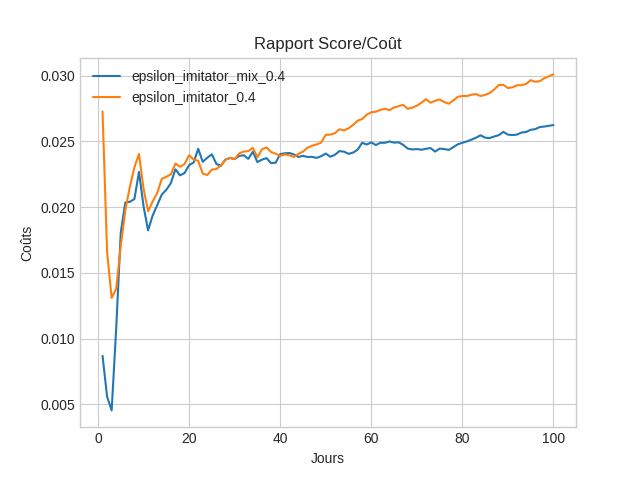 Rapport Score/Coût
epsilon_imitator_mix_0.4
epsilon_imitator_0.4
Coûts
0.030
0.025
0.020
0.015
0.010
0.005
0 20 40 60 80 100
Jours